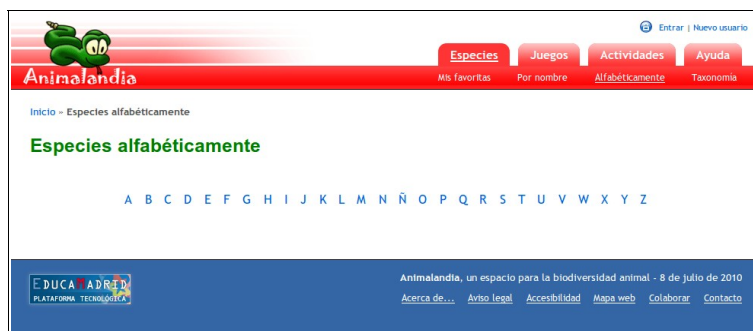 Entrar | Nuevo usuario
Especies Juegos Actividades Ayuda
Animalandia
Mis favoritas Por nombre Alfabéticamente Taxonomía
Inicio » Especies alfabéticamente
Especies alfabéticamente
A B C D E F G H I J K L M N Ñ O P Q R S T U V W X Y Z
EDUCAMADRID
PLATAFORMA TECNOLÓGICA
Animalandia, un espacio para la biodiversidad animal - 8 de julio de 2010
Acerca de... Aviso legal Accesibilidad Mapa web Colaborar Contacto